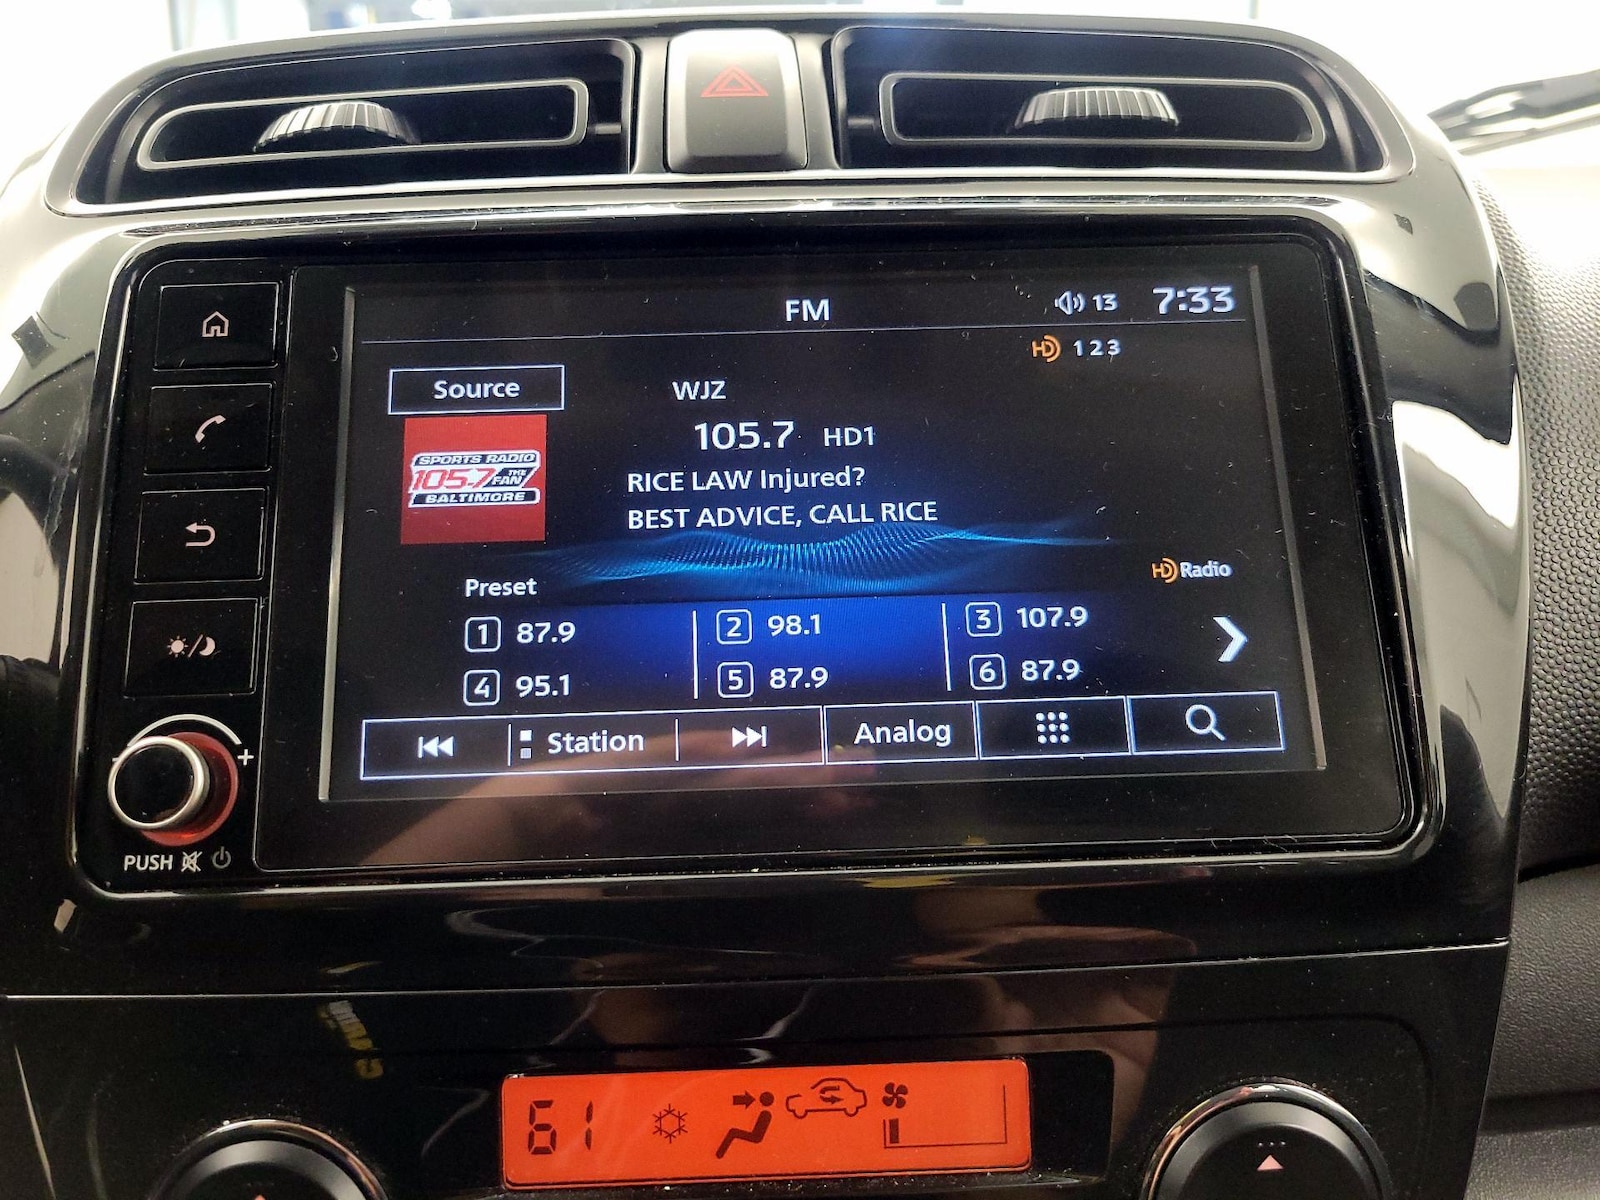 FM
13 7:33
HD 1 2 3
Source
WJZ
SPORTS RADIO
105.7 THE FAN
BALTIMORE
105.7 HD1
RICE LAW Injured?
BEST ADVICE, CALL RICE
HD Radio
Preset
1 87.9 2 98.1 3 107.9
4 95.1 5 87.9 6 87.9
Station Analog
- +
PUSH
61